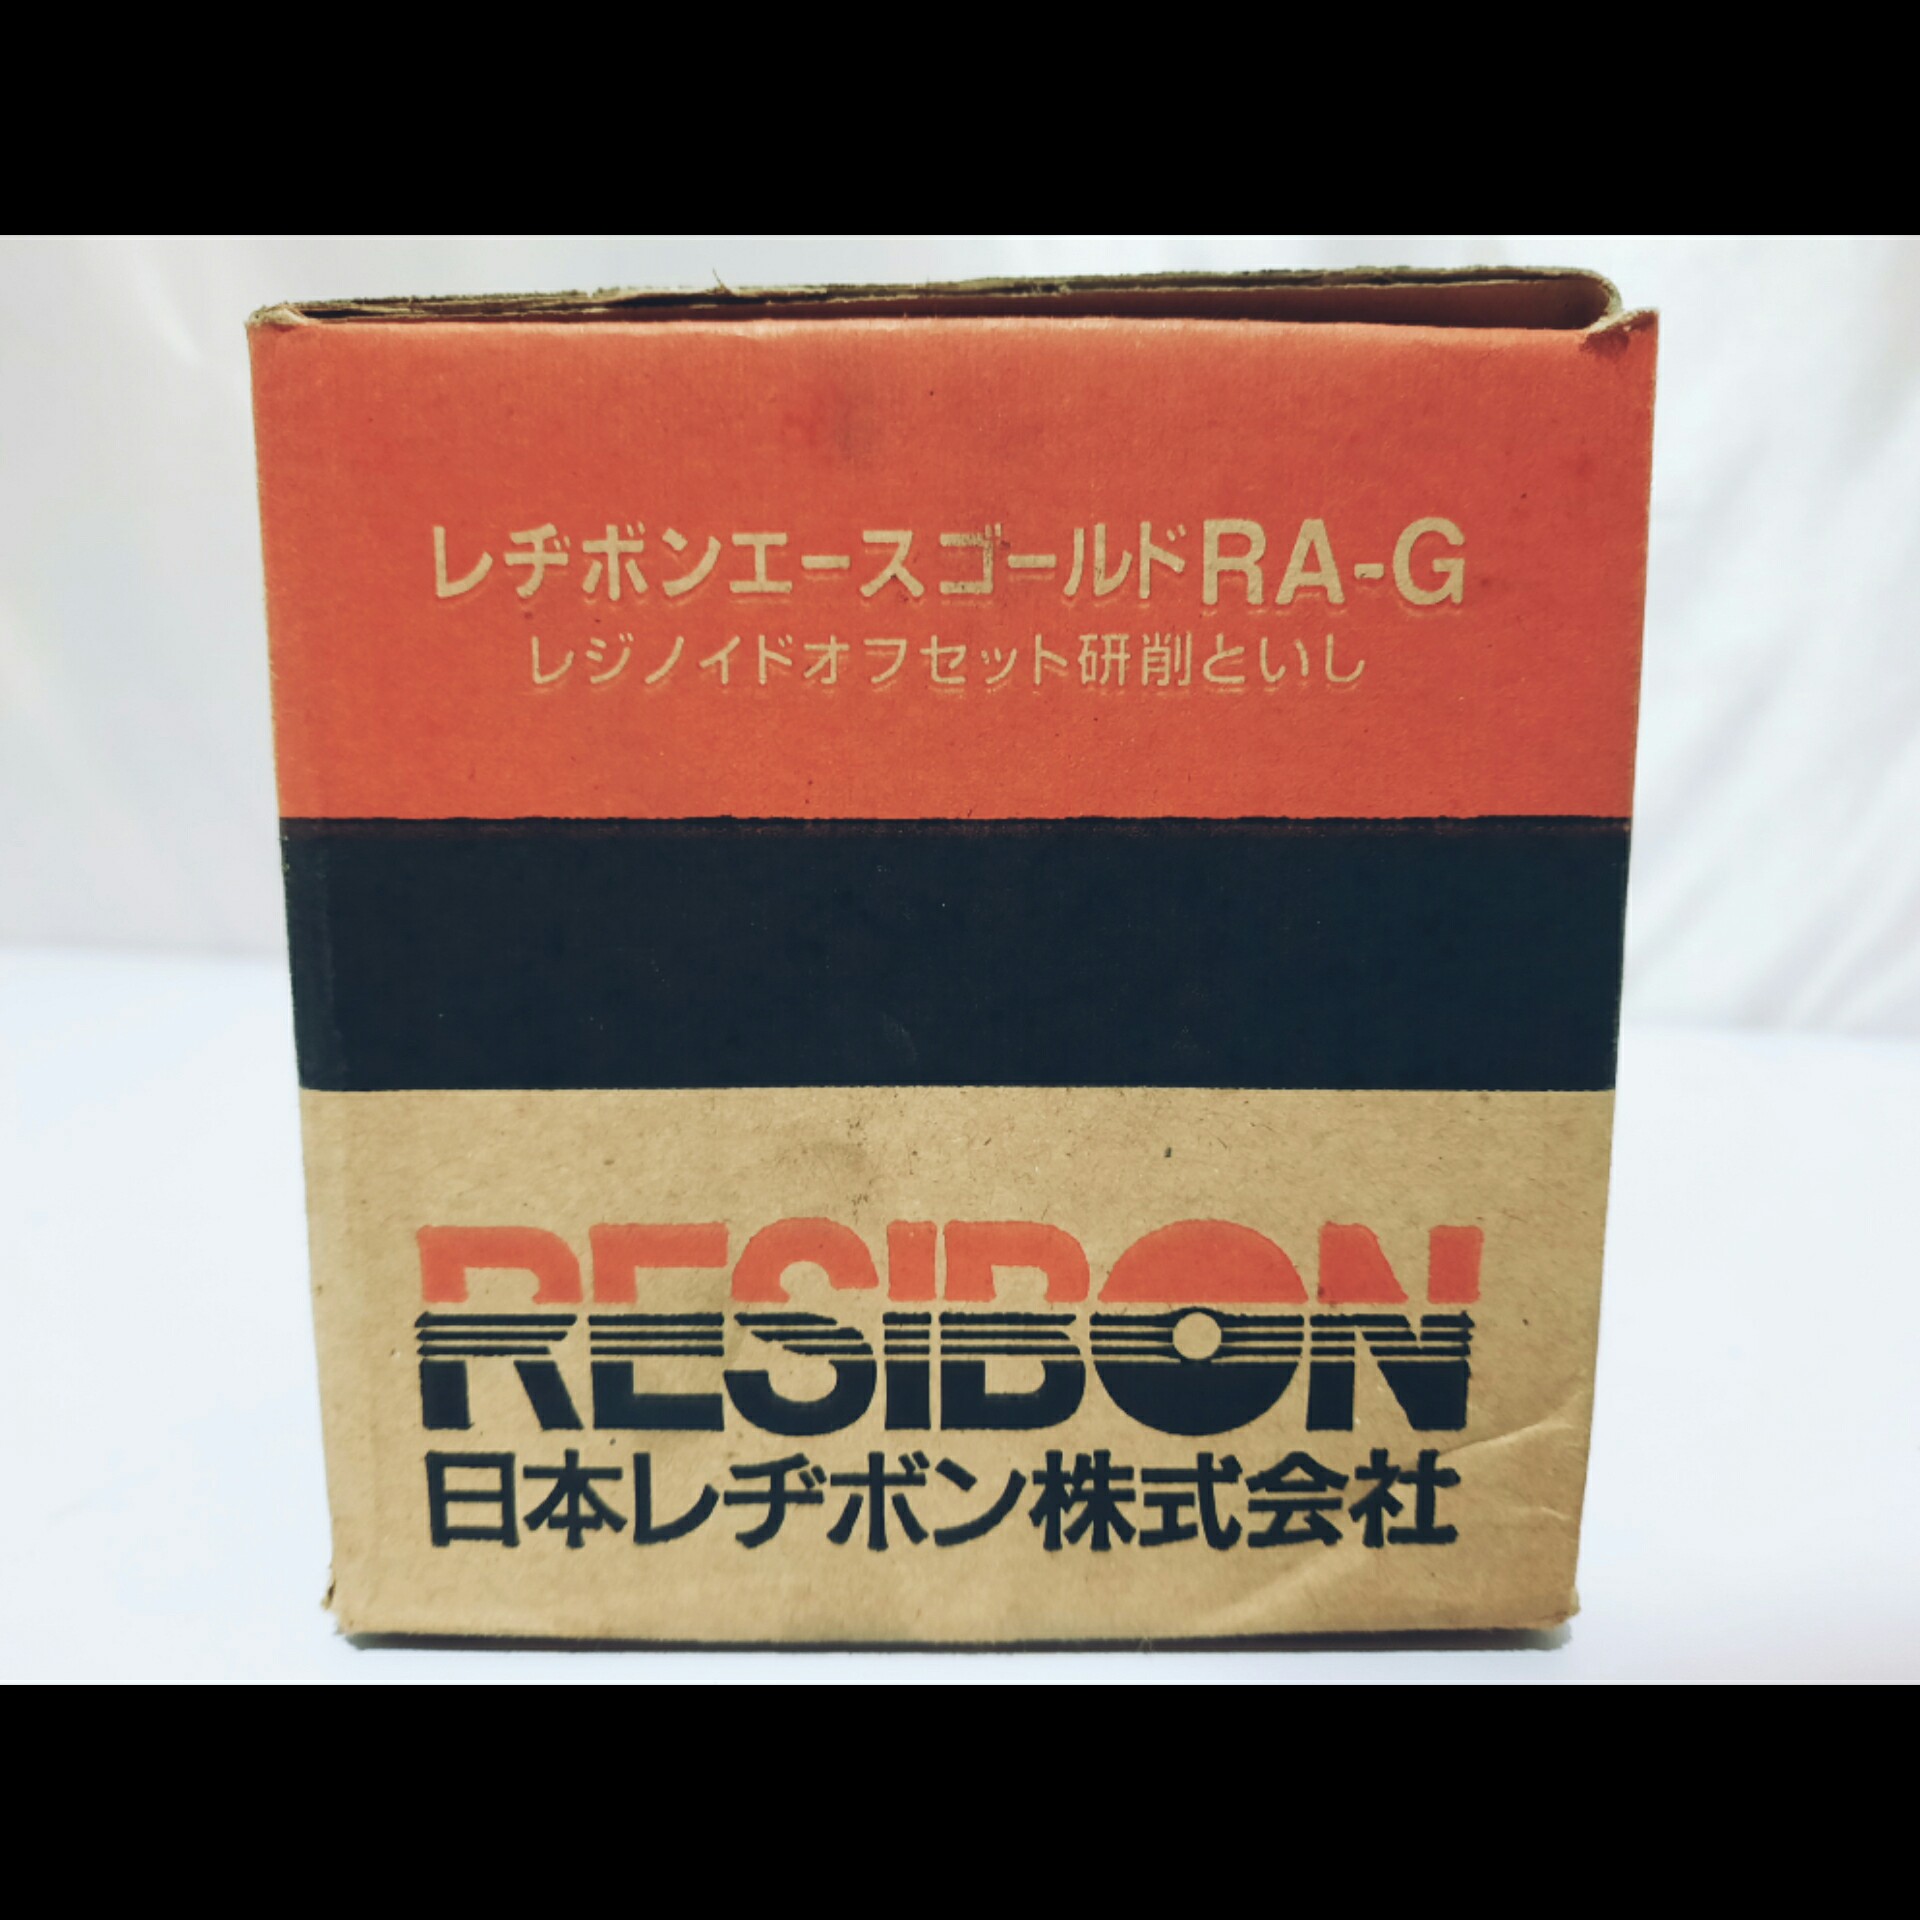 レヂボンエースゴールドRA-G
レジノイドオフセット研削といし
RESIBON
日本レヂボン株式会社